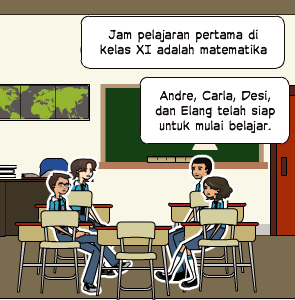 Jam pelajaran pertama di
kelas XI adalah matematika
Andre, Carla, Desi,
dan Elang telah siap
untuk mulai belajar.